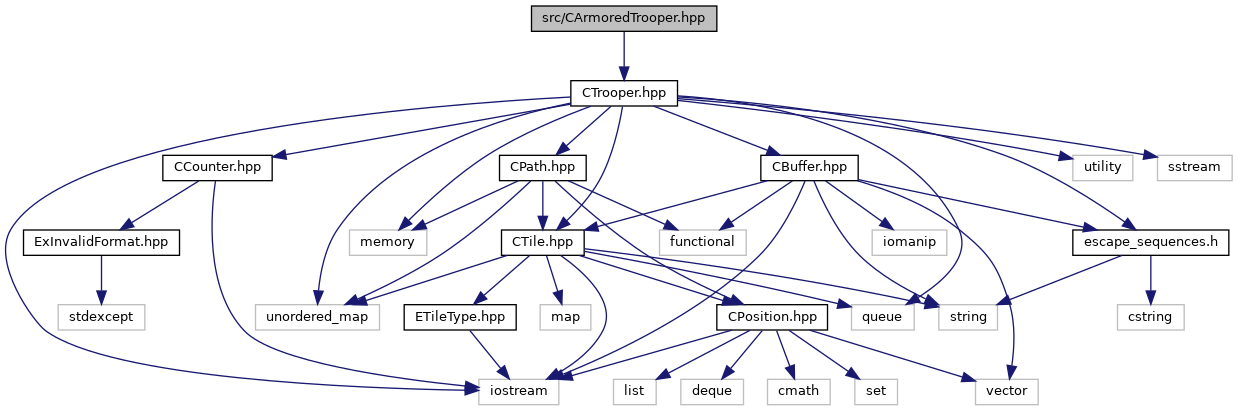 src/CArmoredTrooper.hpp
CTrooper.hpp
CCounter.hpp
CPath.hpp
CBuffer.hpp
utility
sstream
ExInvalidFormat.hpp
memory
CTile.hpp
functional
iomanip
escape_sequences.h
stdexcept
unordered_map
ETileType.hpp
map
CPosition.hpp
queue
string
cstring
iostream
list
deque
cmath
set
vector